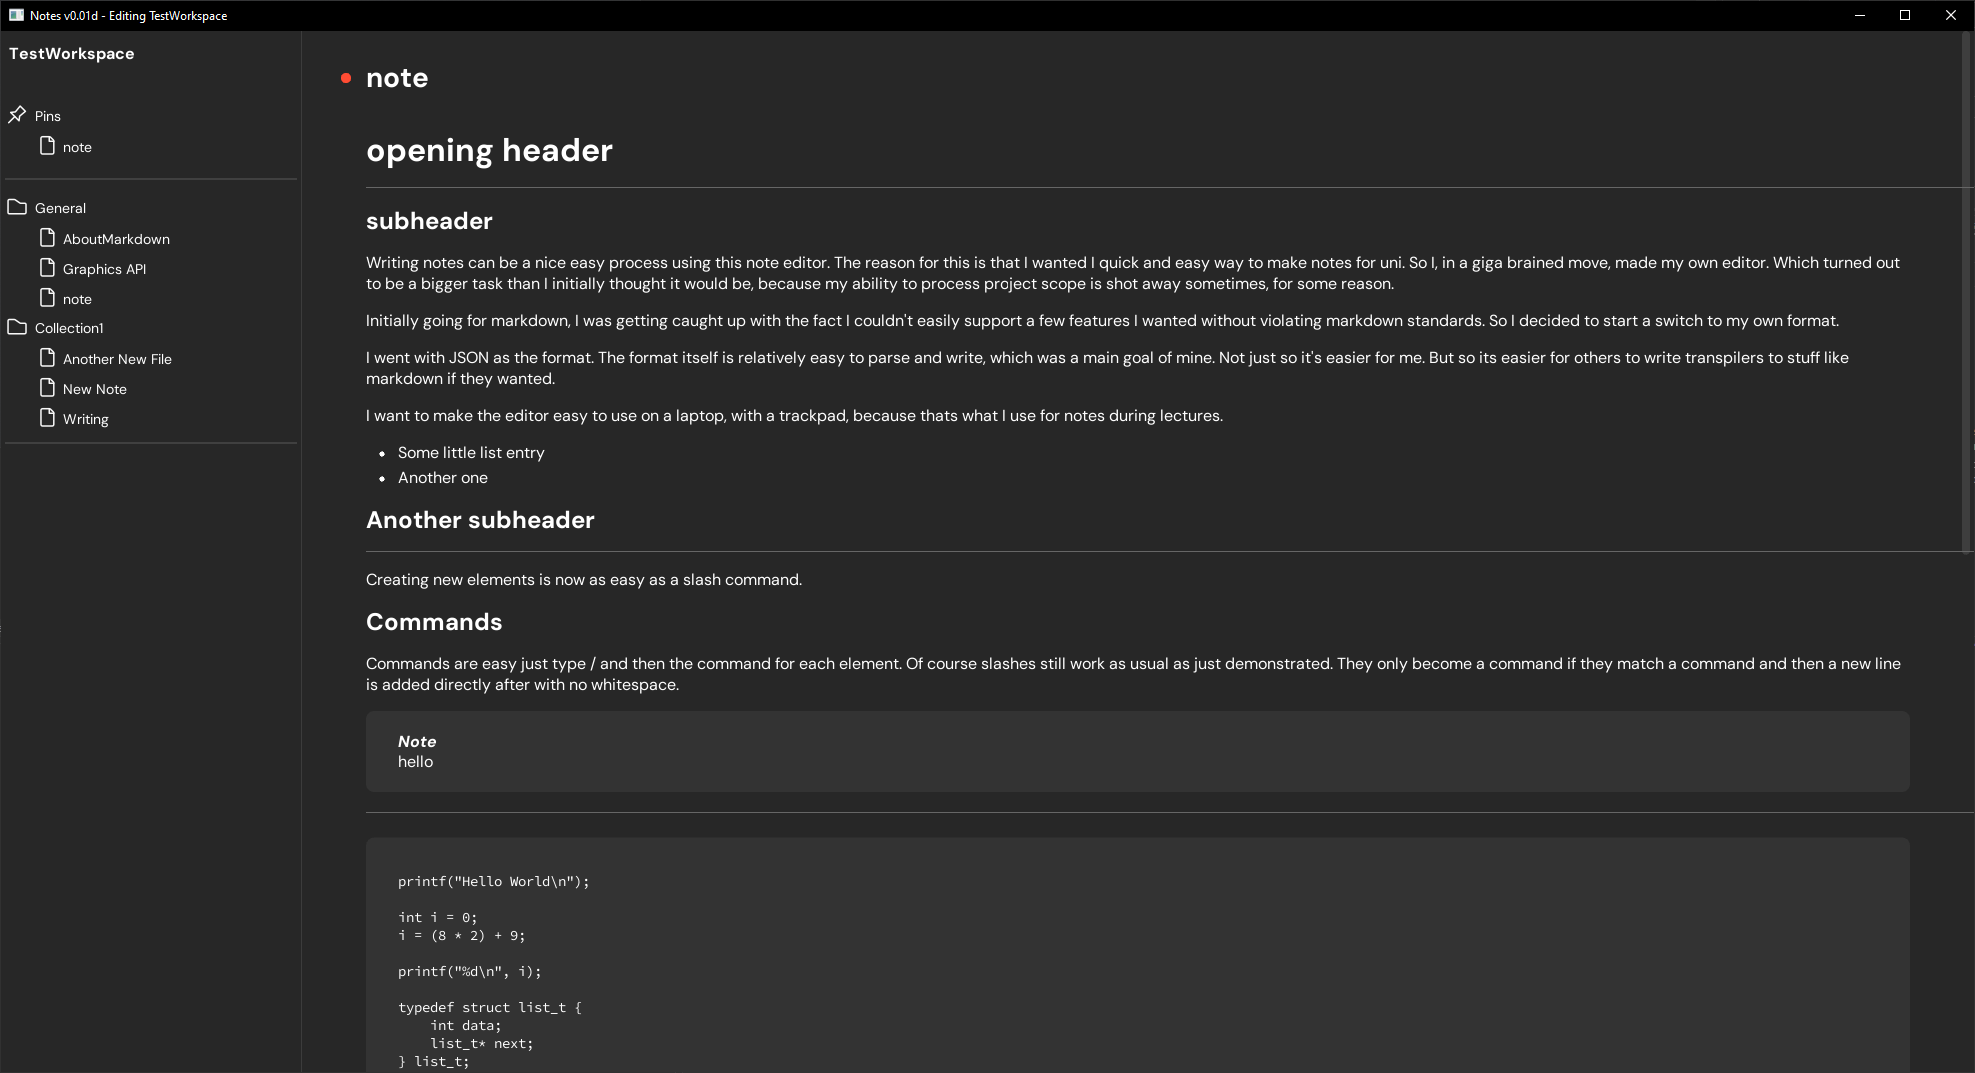 Notes v0.01d - Editing TestWorkspace
TestWorkspace
Pins
note
General
AboutMarkdown
Graphics API
note
Collection1
Another New File
New Note
Writing
note
opening header
subheader
Writing notes can be a nice easy process using this note editor. The reason for this is that I wanted I quick and easy way to make notes for uni. So I, in a giga brained move, made my own editor. Which turned out
to be a bigger task than I initially thought it would be, because my ability to process project scope is shot away sometimes, for some reason.
Initially going for markdown, I was getting caught up with the fact I couldn't easily support a few features I wanted without violating markdown standards. So I decided to start a switch to my own format.
I went with JSON as the format. The format itself is relatively easy to parse and write, which was a main goal of mine. Not just so it's easier for me. But so its easier for others to write transpilers to stuff like
markdown if they wanted.
I want to make the editor easy to use on a laptop, with a trackpad, because thats what I use for notes during lectures.
• Some little list entry
• Another one
Another subheader
Creating new elements is now as easy as a slash command.
Commands
Commands are easy just type / and then the command for each element. Of course slashes still work as usual as just demonstrated. They only become a command if they match a command and then a new line
is added directly after with no whitespace.
Note
hello
printf("Hello World\n");
int i = 0;
i = (8 * 2) + 9;
printf("%d\n", i);
typedef struct list_t {
    int data;
    list_t* next;
} list_t;